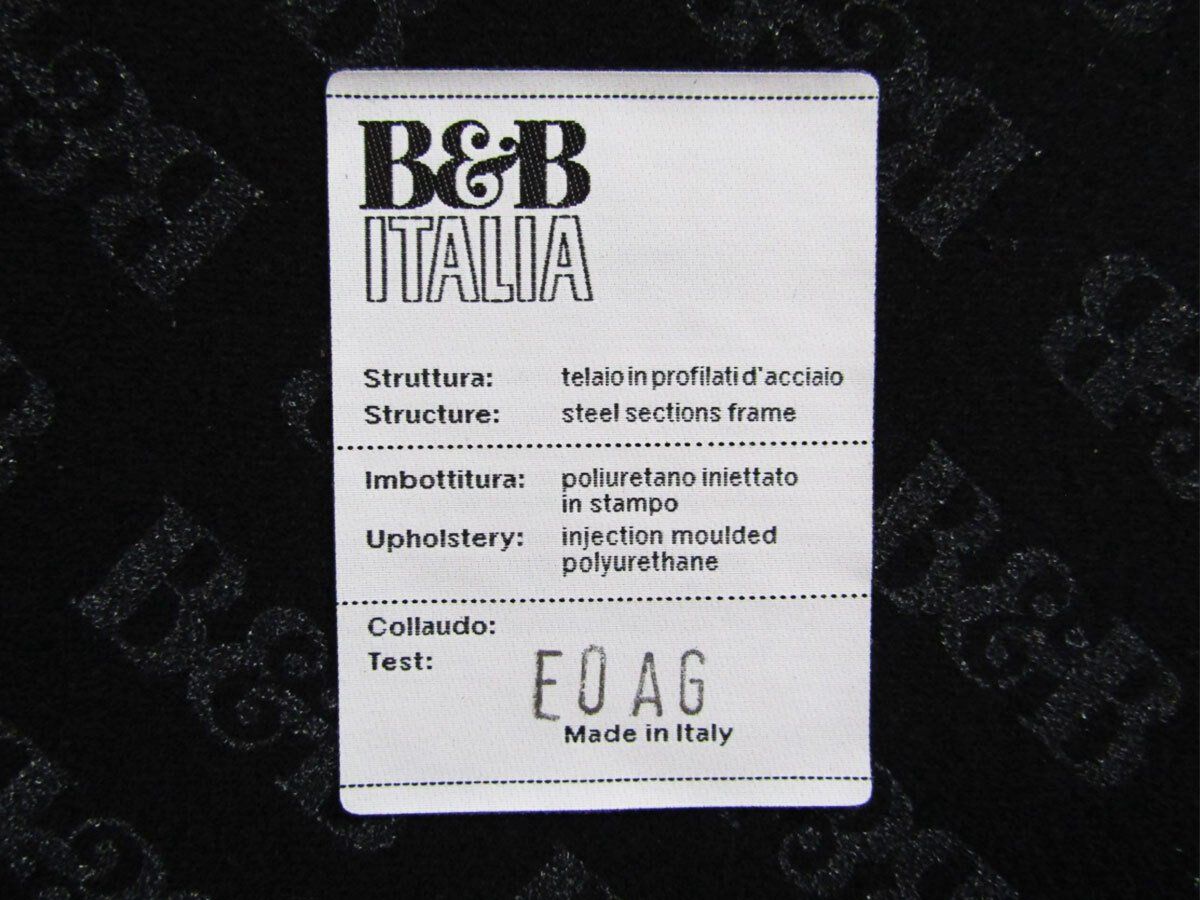 B&B
ITALIA
Struttura: telaio in profilati d'acciaio
Structure: steel sections frame
Imbottitura: poliuretano iniettato
in stampo
Upholstery: injection moulded
polyurethane
Collaudo:
Test: E0 AG
Made in Italy